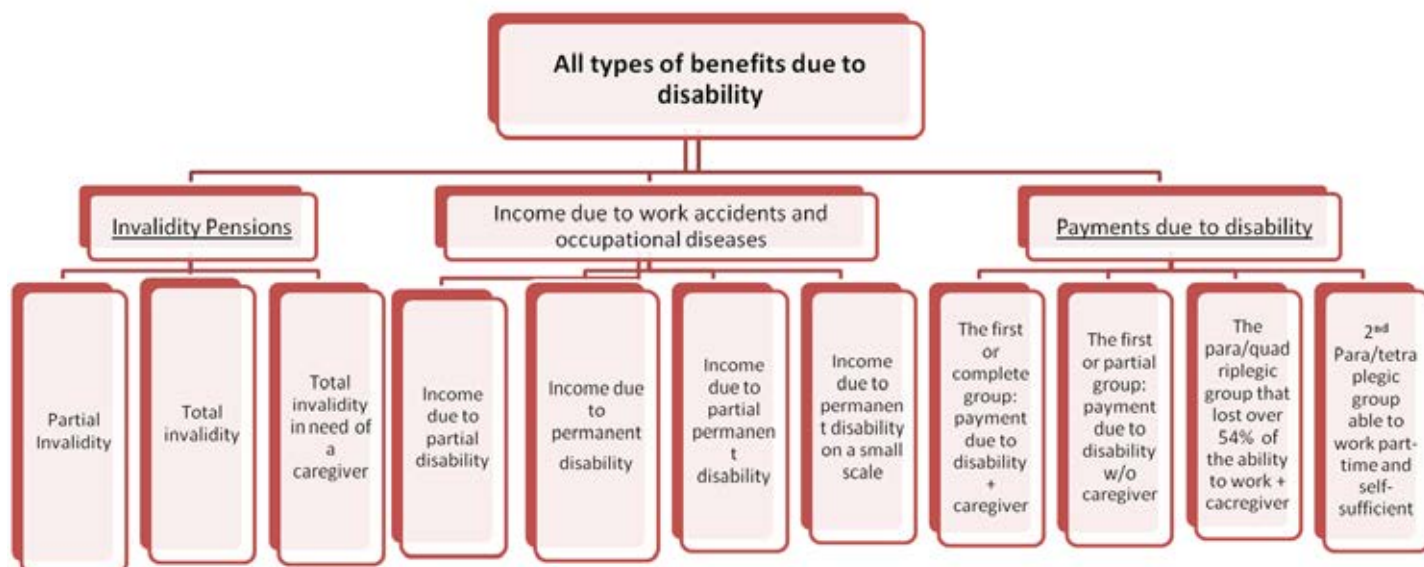 All types of benefits due to
disability
Invalidity Pensions
Income due to work accidents and
occupational diseases
Payments due to disability
Partial
Invalidity
Total
invalidity
Total
invalidity
in need of
a
caregiver
Income
due to
partial
disability
Income due
to
permanent
disability
Income
due to
partial
permanen
t
disability
Income
due to
permanen
t disability
on a small
scale
The first
or
complete
group:
payment
due to
disability
+
caregiver
The first
or partial
group:
payment
due to
disability
w/o
caregiver
The
para/quad
riplegic
group that
lost over
54% of
the ability
to work +
cacregiver
2nd
Para/tetra
plegic
group
able to
work part-
time and
self-
sufficient